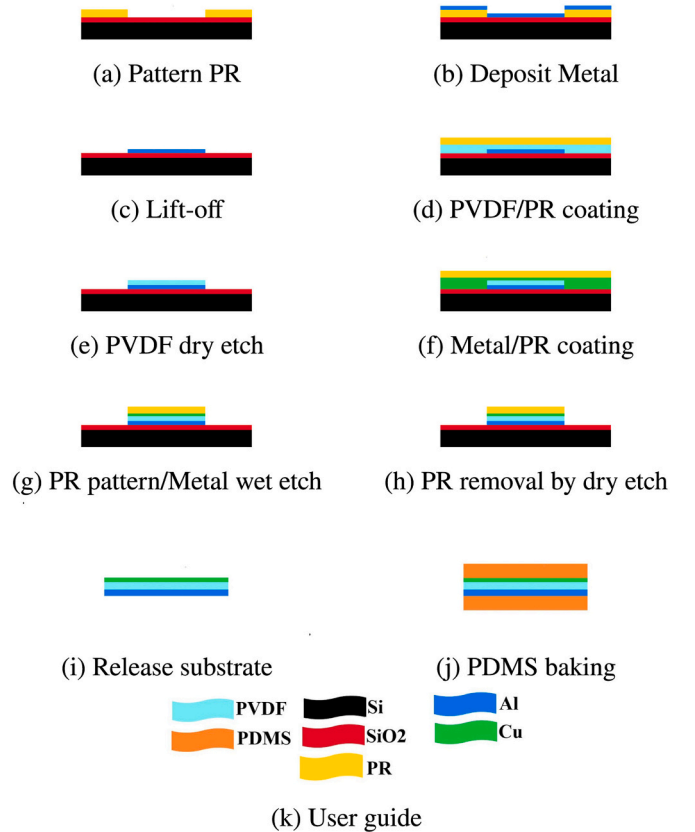 (a) Pattern PR
(b) Deposit Metal
(c) Lift-off
(d) PVDF/PR coating
(e) PVDF dry etch
(f) Metal/PR coating
(g) PR pattern/Metal wet etch
(h) PR removal by dry etch
(i) Release substrate
(j) PDMS baking
PVDF
Si
Al
PDMS
SiO2
Cu
PR
(k) User guide